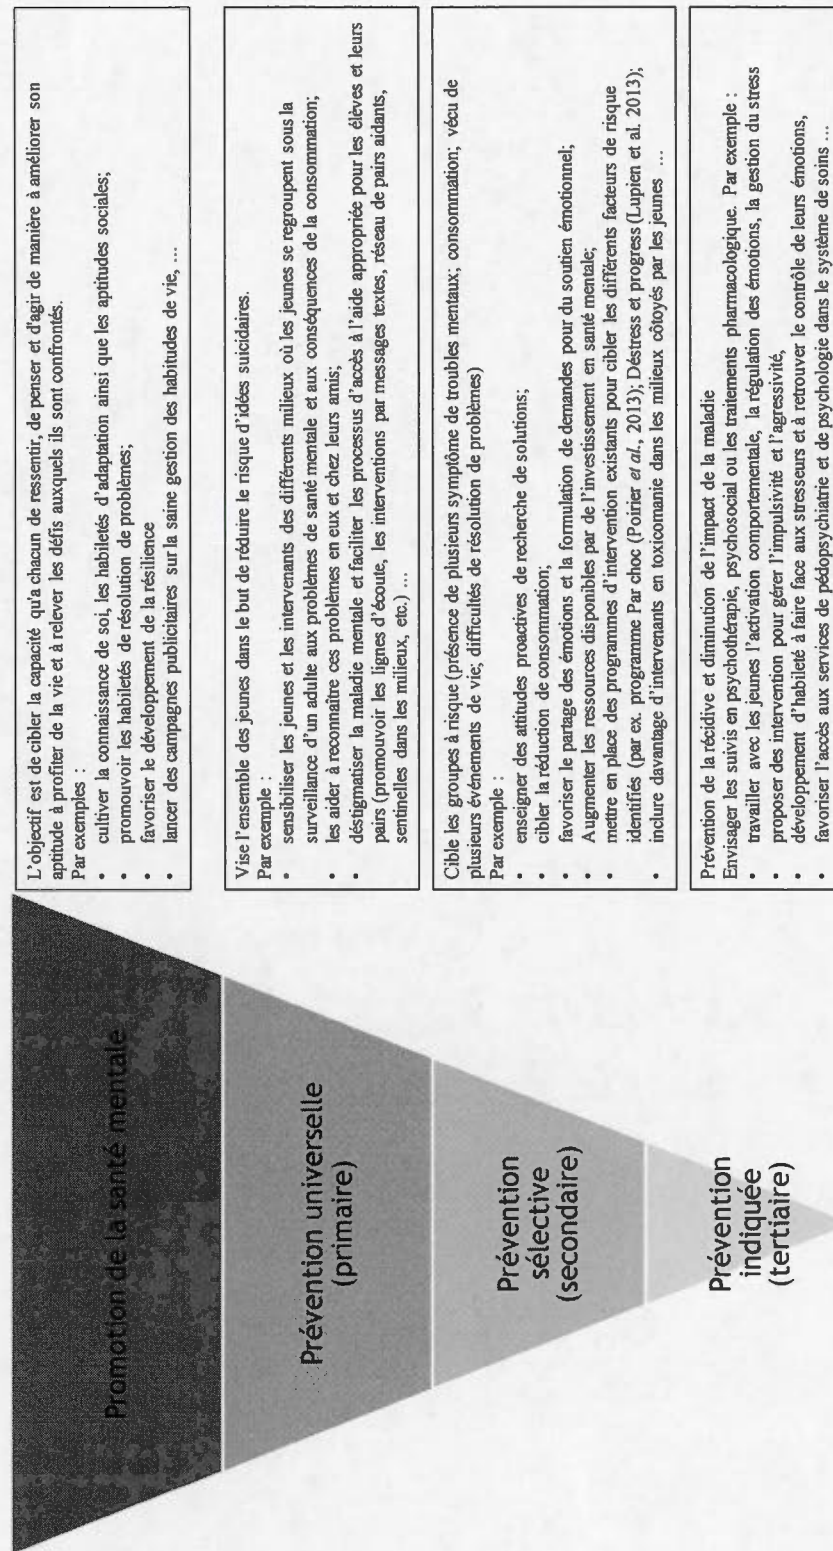 Promotion de la santé mentale
L'objectif est de cibler la capacité qu'a chacun de ressentir, de penser et d'agir de manière à améliorer son
aptitude à profiter de la vie et à relever les défis auxquels ils sont confrontés.
Par exemples :
• cultiver la connaissance de soi, les habiletés d'adaptation ainsi que les aptitudes sociales;
• promouvoir les habiletés de résolution de problèmes;
• favoriser le développement de la résilience
• lancer des campagnes publicitaires sur la saine gestion des habitudes de vie, …
Prévention universelle
(primaire)
Vise l'ensemble des jeunes dans le but de réduire le risque d'idées suicidaires.
Par exemple :
• sensibiliser les jeunes et les intervenants des différents milieux où les jeunes se regroupent sous la
surveillance d'un adulte aux problèmes de santé mentale et aux conséquences de la consommation;
• les aider à reconnaitre ces problèmes en eux et chez leurs amis;
• déstigmatiser la maladie mentale et faciliter les processus d'accès à l'aide appropriée pour les élèves et leurs
pairs (promouvoir les lignes d'écoute, les interventions par messages textes, réseau de pairs aidants,
sentinelles dans les milieux, etc.) …
Prévention
sélective
(secondaire)
Cible les groupes à risque (présence de plusieurs symptôme de troubles mentaux; consommation; vécu de
plusieurs événements de vie; difficultés de résolution de problèmes)
Par exemple :
• enseigner des attitudes proactives de recherche de solutions;
• cibler la réduction de consommation;
• favoriser le partage des émotions et la formulation de demandes pour du soutien émotionnel;
• Augmenter les ressources disponibles par de l'investissement en santé mentale;
• mettre en place des programmes d'intervention existants pour cibler les différents facteurs de risque
identifiés (par ex. programme Par choc (Poirier et al., 2013); Déstress et progress (Lupien et al. 2013);
• inclure davantage d'intervenants en toxicomanie dans les milieux côtoyés par les jeunes …
Prévention
indiquée
(tertiaire)
Prévention de la récidive et diminution de l'impact de la maladie
Envisager les suivis en psychothérapie, psychosocial ou les traitements pharmacologique. Par exemple :
• travailler avec les jeunes l'activation comportementale, la régulation des émotions, la gestion du stress
• proposer des intervention pour gérer l'impulsivité et l'agressivité,
• développement d'habileté à faire face aux stresseurs et à retrouver le contrôle de leurs émotions,
• favoriser l'accès aux services de pédopsychiatrie et de psychologie dans le système de soins …